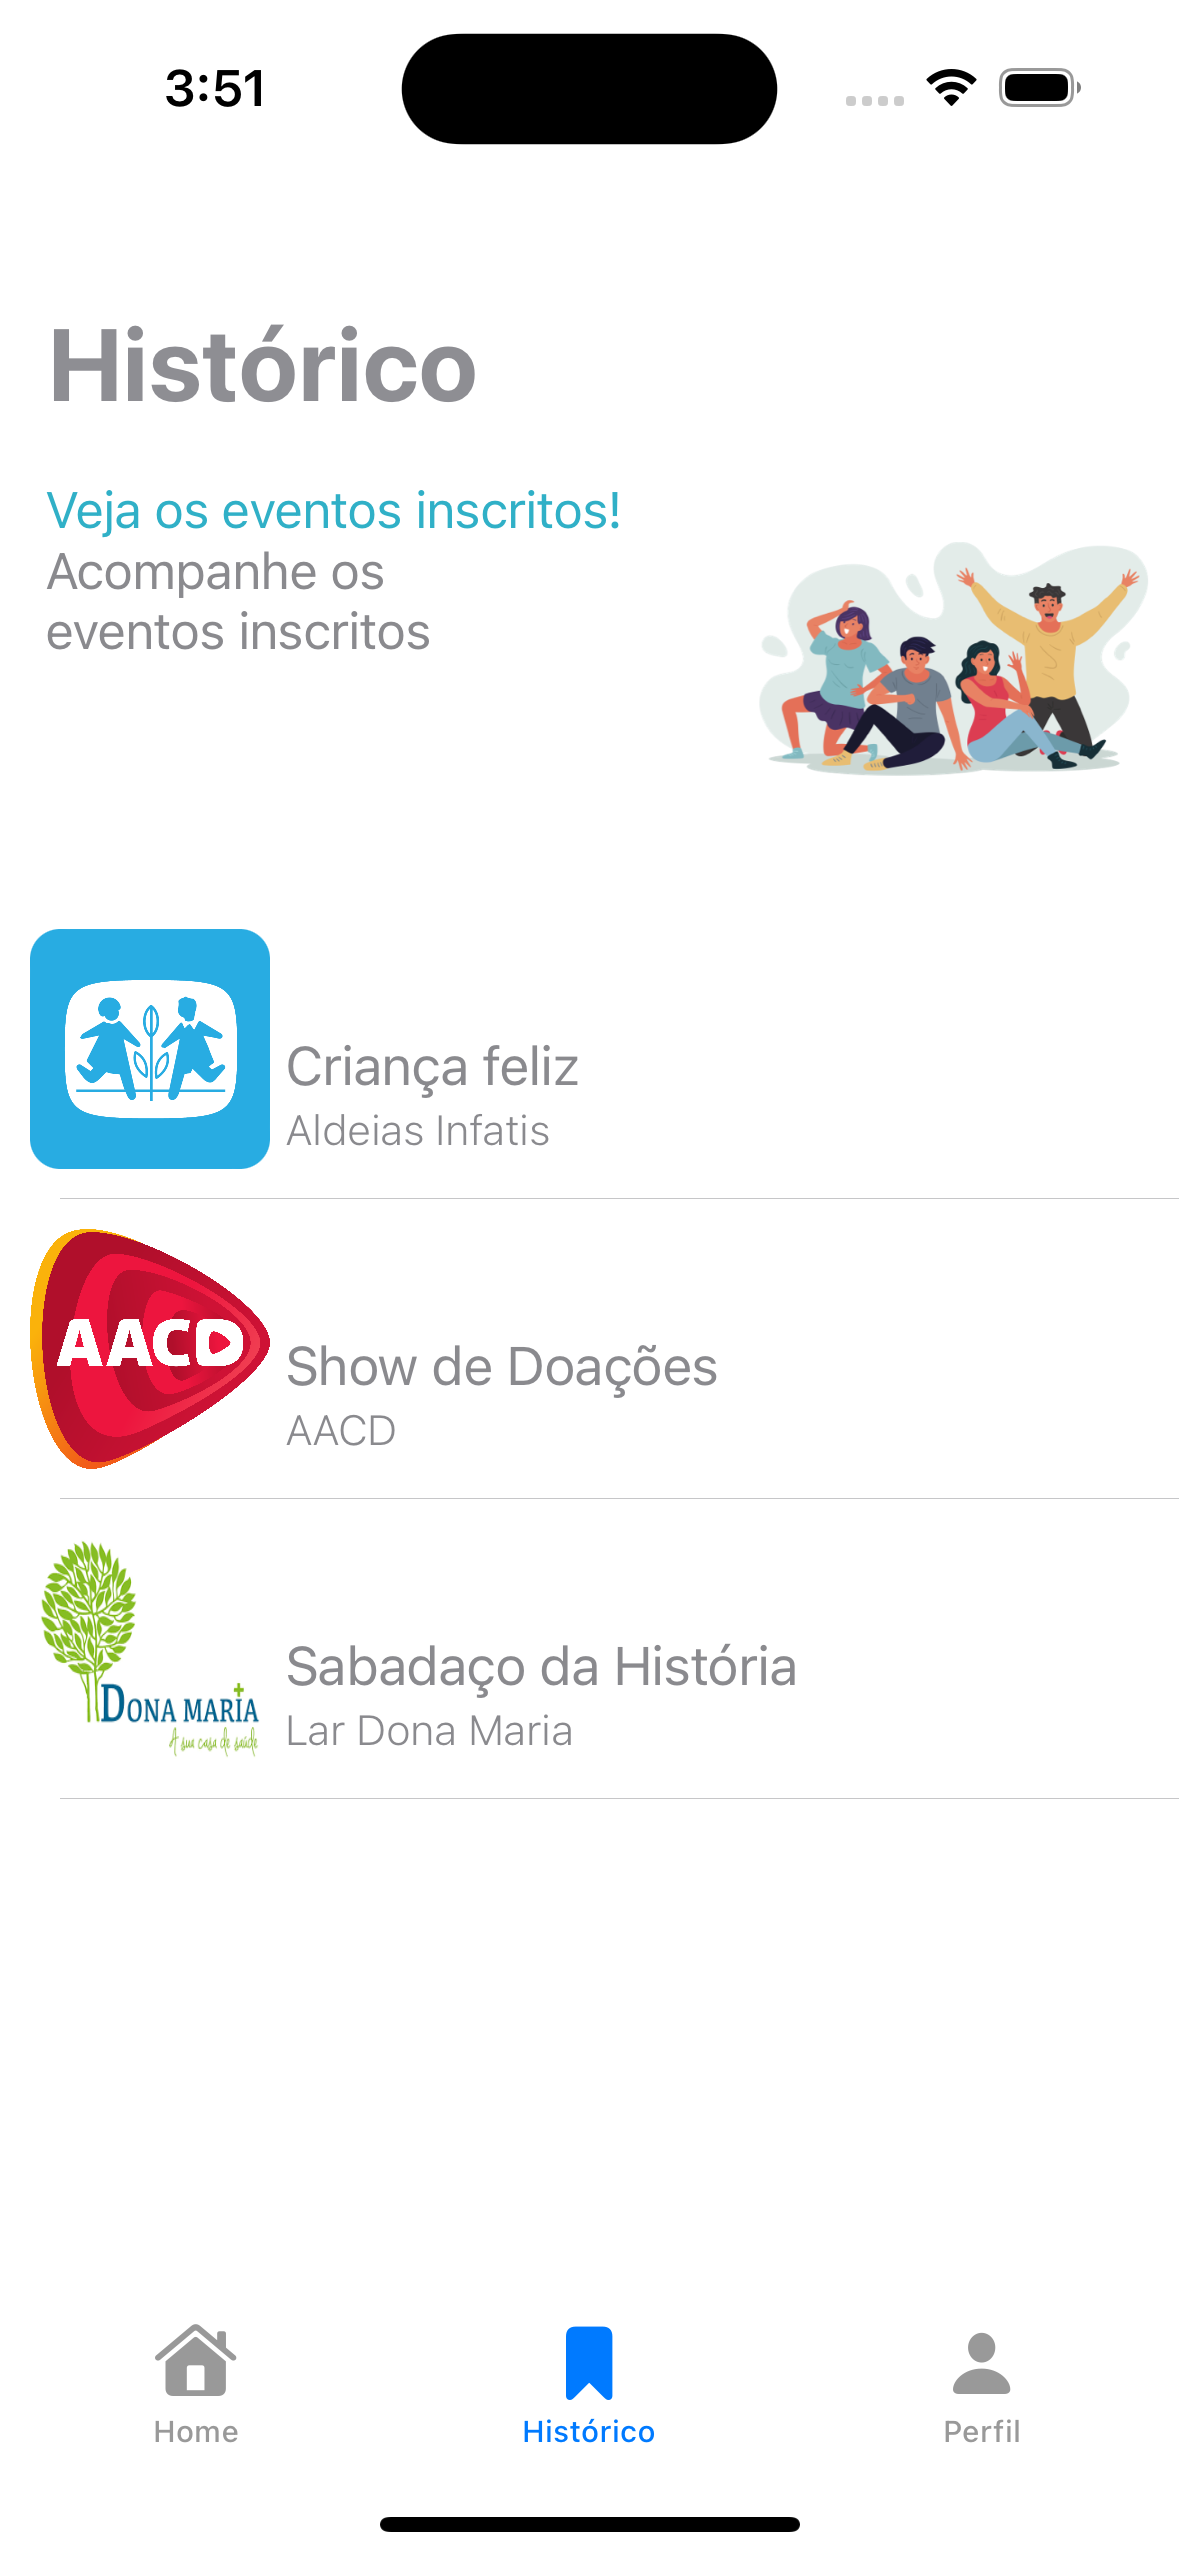 3:51
Histórico
Veja os eventos inscritos!
Acompanhe os
eventos inscritos
Criança feliz
Aldeias Infatis
AACD
Show de Doações
AACD
DONA MARIA
A sua casa de saúde
Sabadaço da História
Lar Dona Maria
Home
Histórico
Perfil